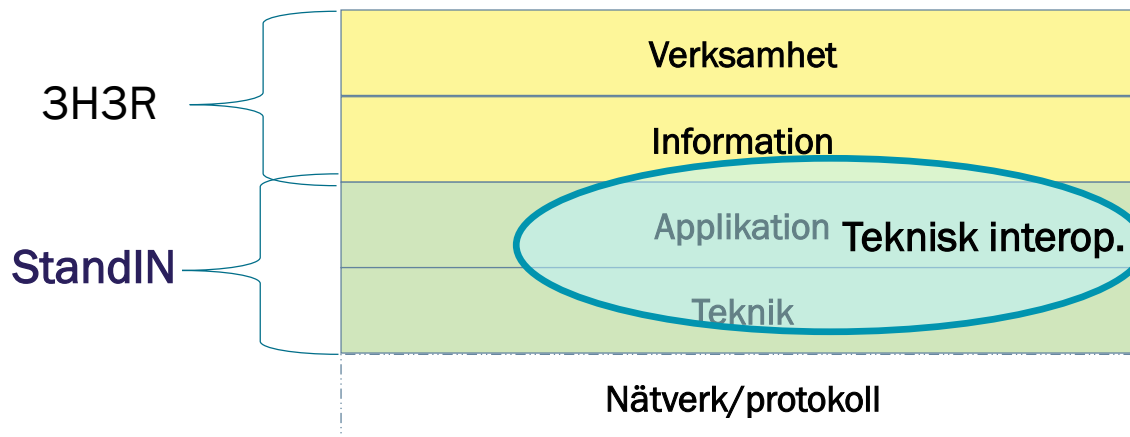 Verksamhet
3H3R
Information
Applikation
Teknisk interop.
StandIN
Teknik
Nätverk/protokoll